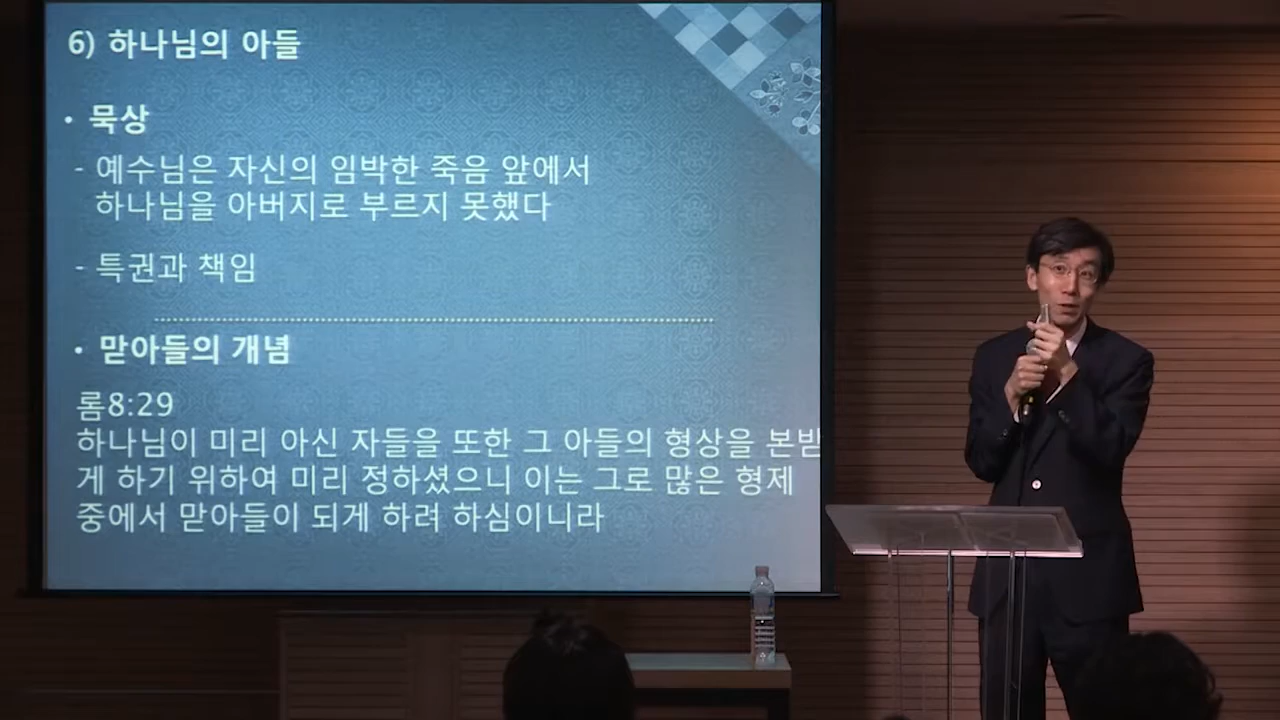 6) 하나님의 아들
• 묵상
- 예수님은 자신의 임박한 죽음 앞에서
하나님을 아버지로 부르지 못했다
- 특권과 책임
• 맏아들의 개념
롬8:29
하나님이 미리 아신 자들을 또한 그 아들의 형상을 본받
게 하기 위하여 미리 정하셨으니 이는 그로 많은 형제
중에서 맏아들이 되게 하려 하심이니라